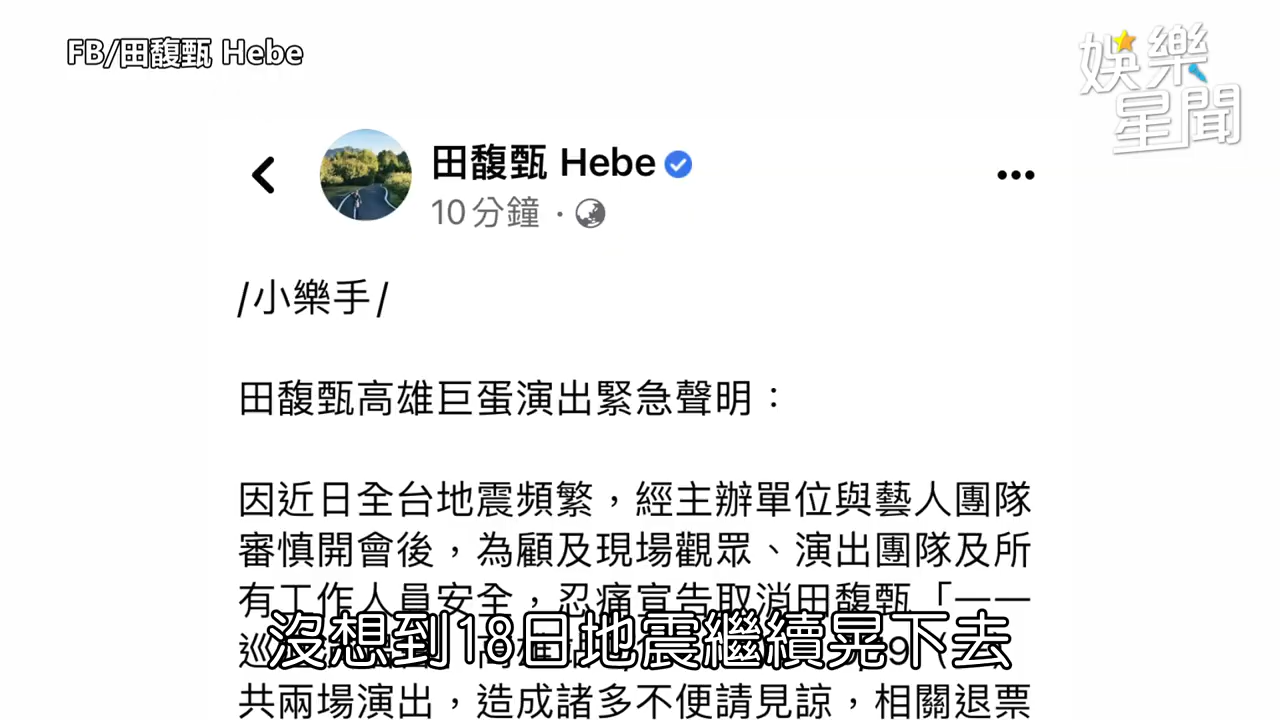 FB/田馥甄 Hebe
娛樂
星聞
田馥甄 Hebe
10 分鐘 ·
/小樂手/
田馥甄高雄巨蛋演出緊急聲明：
因近日全台地震頻繁，經主辦單位與藝人團隊
審慎開會後，為顧及現場觀眾、演出團隊及所
有工作人員安全，忍痛宣告取消田馥甄「一一
巡
沒想到18日地震繼續晃下去
共兩場演出，造成諸多不便請見諒，相關退票